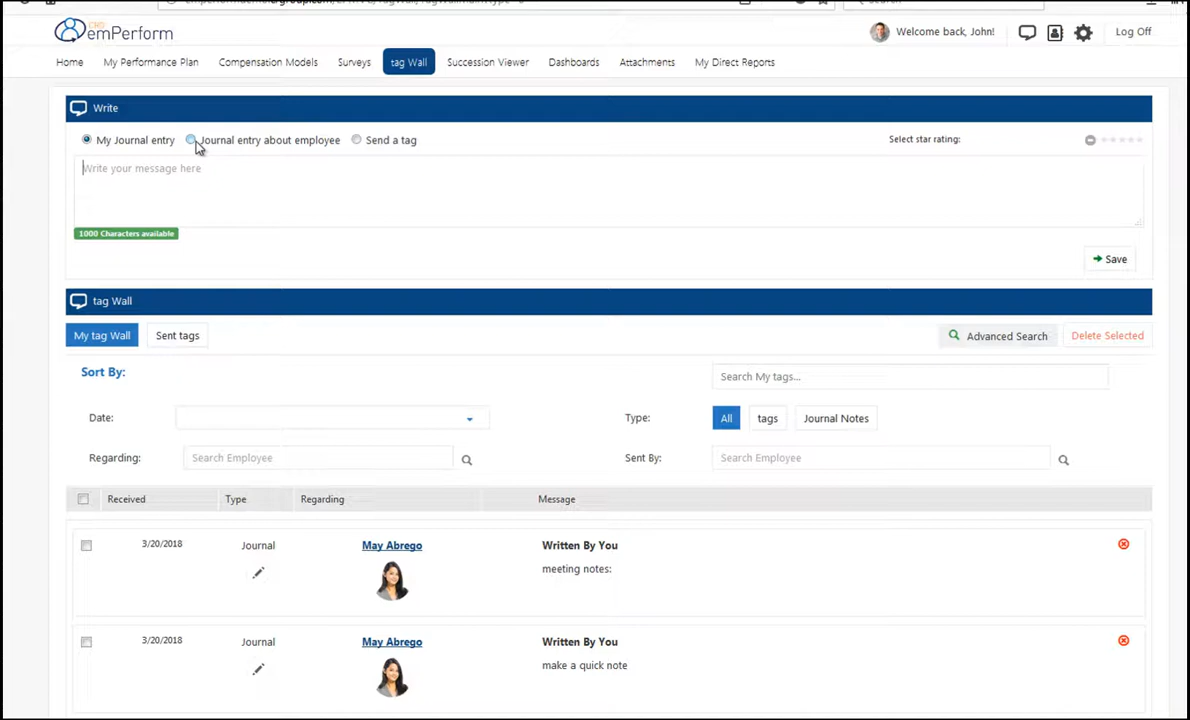 CRG
emPerform
Welcome back, John!
Log Off
Home
My Performance Plan
Compensation Models
Surveys
tag Wall
Succession Viewer
Dashboards
Attachments
My Direct Reports
Write
My Journal entry
Journal entry about employee
Send a tag
Select star rating:
Write your message here
1000 Characters available
Save
tag Wall
My tag Wall
Sent tags
Advanced Search
Delete Selected
Sort By:
Search My tags...
Date:
Type:
All
tags
Journal Notes
Regarding:
Search Employee
Sent By:
Search Employee
Received
Type
Regarding
Message
3/20/2018
Journal
May Abrego
Written By You
meeting notes:
3/20/2018
Journal
May Abrego
Written By You
make a quick note